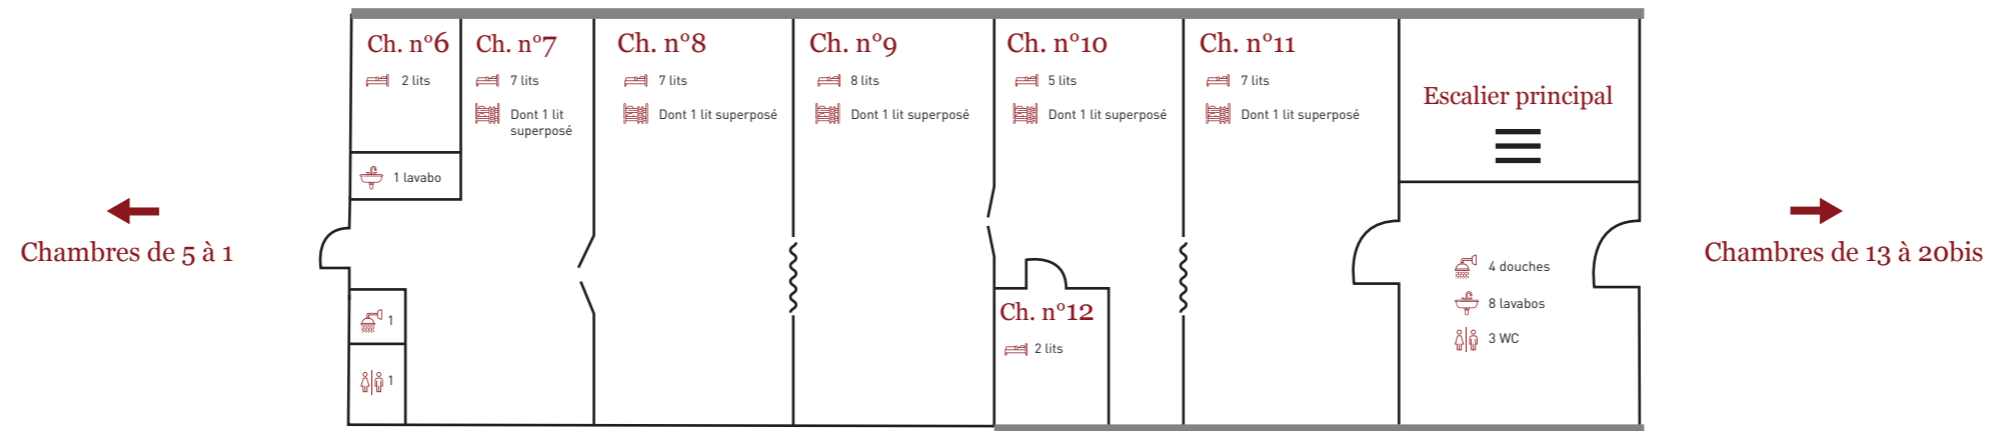 Ch. n°6
2 lits
1 lavabo
1
1
Ch. n°7
7 lits
Dont 1 lit
superposé
Ch. n°8
7 lits
Dont 1 lit superposé
Ch. n°9
8 lits
Dont 1 lit superposé
Ch. n°10
5 lits
Dont 1 lit superposé
Ch. n°12
2 lits
Ch. n°11
7 lits
Dont 1 lit superposé
Escalier principal
4 douches
8 lavabos
3 WC
Chambres de 5 à 1
Chambres de 13 à 20bis